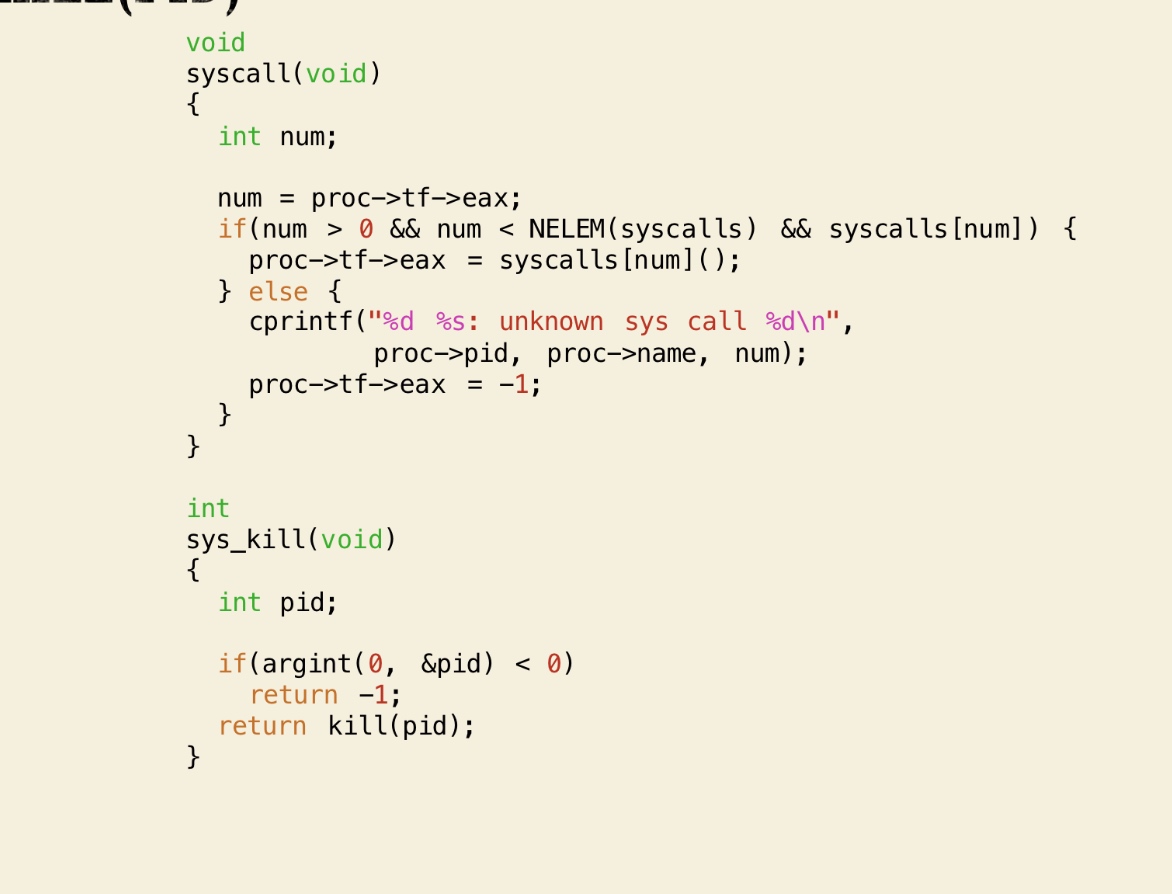 void
syscall(void)
{
  int num;

  num = proc->tf->eax;
  if(num > 0 && num < NELEM(syscalls) && syscalls[num]) {
    proc->tf->eax = syscalls[num]();
  } else {
    cprintf("%d %s: unknown sys call %d\n",
            proc->pid, proc->name, num);
    proc->tf->eax = -1;
  }
}

int
sys_kill(void)
{
  int pid;

  if(argint(0, &pid) < 0)
    return -1;
  return kill(pid);
}